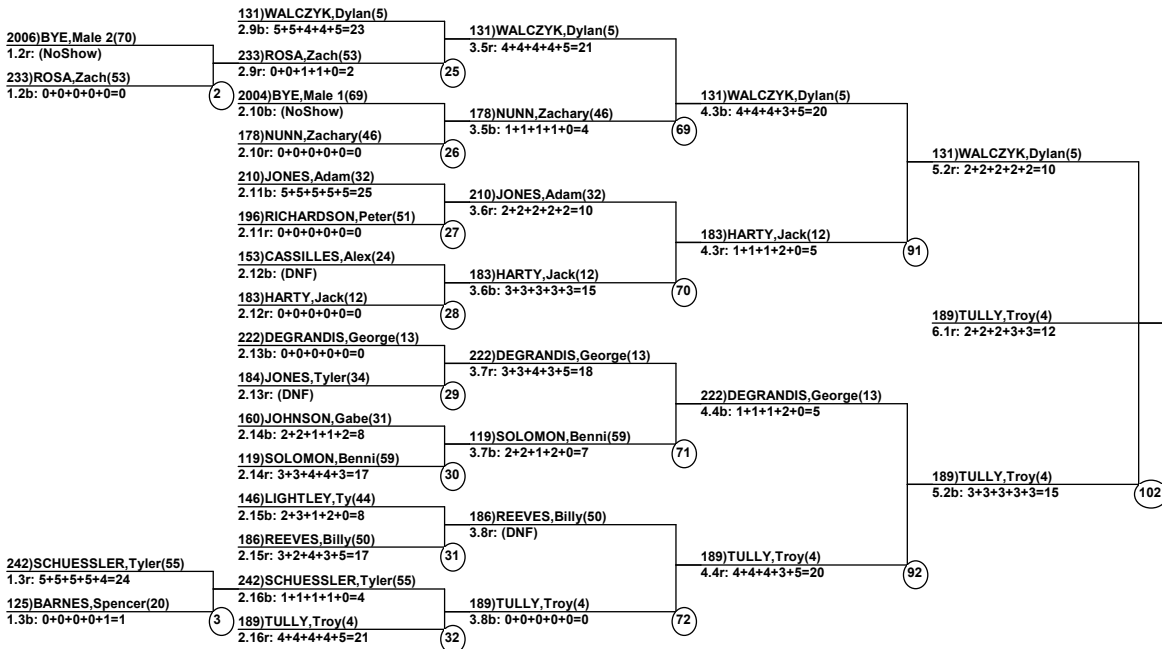 2006)BYE,Male 2(70)
1.2r: (NoShow)
233)ROSA,Zach(53)
1.2b: 0+0+0+0+0=0
2
242)SCHUESSLER,Tyler(55)
1.3r: 5+5+5+5+4=24
125)BARNES,Spencer(20)
1.3b: 0+0+0+0+1=1
3
131)WALCZYK,Dylan(5)
2.9b: 5+5+4+4+5=23
233)ROSA,Zach(53)
2.9r: 0+0+1+1+0=2
25
2004)BYE,Male 1(69)
2.10b: (NoShow)
178)NUNN,Zachary(46)
2.10r: 0+0+0+0+0=0
26
210)JONES,Adam(32)
2.11b: 5+5+5+5+5=25
196)RICHARDSON,Peter(51)
2.11r: 0+0+0+0+0=0
27
153)CASSILLES,Alex(24)
2.12b: (DNF)
183)HARTY,Jack(12)
2.12r: 0+0+0+0+0=0
28
222)DEGRANDIS,George(13)
2.13b: 0+0+0+0+0=0
184)JONES,Tyler(34)
2.13r: (DNF)
29
160)JOHNSON,Gabe(31)
2.14b: 2+2+1+1+2=8
119)SOLOMON,Benni(59)
2.14r: 3+3+4+4+3=17
30
146)LIGHTLEY,Ty(44)
2.15b: 2+3+1+2+0=8
186)REEVES,Billy(50)
2.15r: 3+2+4+3+5=17
31
242)SCHUESSLER,Tyler(55)
2.16b: 1+1+1+1+0=4
189)TULLY,Troy(4)
2.16r: 4+4+4+4+5=21
32
131)WALCZYK,Dylan(5)
3.5r: 4+4+4+4+5=21
178)NUNN,Zachary(46)
3.5b: 1+1+1+1+0=4
69
210)JONES,Adam(32)
3.6r: 2+2+2+2+2=10
183)HARTY,Jack(12)
3.6b: 3+3+3+3+3=15
70
222)DEGRANDIS,George(13)
3.7r: 3+3+4+3+5=18
119)SOLOMON,Benni(59)
3.7b: 2+2+1+2+0=7
71
186)REEVES,Billy(50)
3.8r: (DNF)
189)TULLY,Troy(4)
3.8b: 0+0+0+0+0=0
72
131)WALCZYK,Dylan(5)
4.3b: 4+4+4+3+5=20
183)HARTY,Jack(12)
4.3r: 1+1+1+2+0=5
91
222)DEGRANDIS,George(13)
4.4b: 1+1+1+2+0=5
189)TULLY,Troy(4)
4.4r: 4+4+4+3+5=20
92
131)WALCZYK,Dylan(5)
5.2r: 2+2+2+2+2=10
189)TULLY,Troy(4)
5.2b: 3+3+3+3+3=15
102
189)TULLY,Troy(4)
6.1r: 2+2+2+3+3=12